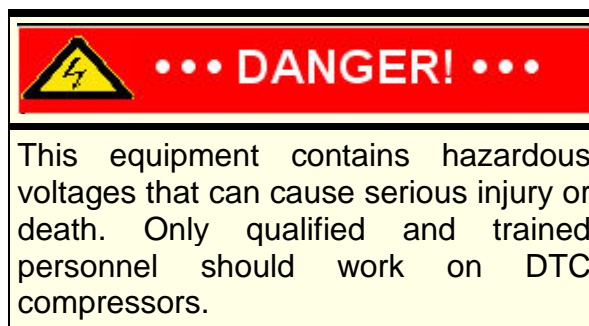 ••• DANGER! •••
This equipment contains hazardous
voltages that can cause serious injury or
death. Only qualified and trained
personnel should work on DTC
compressors.